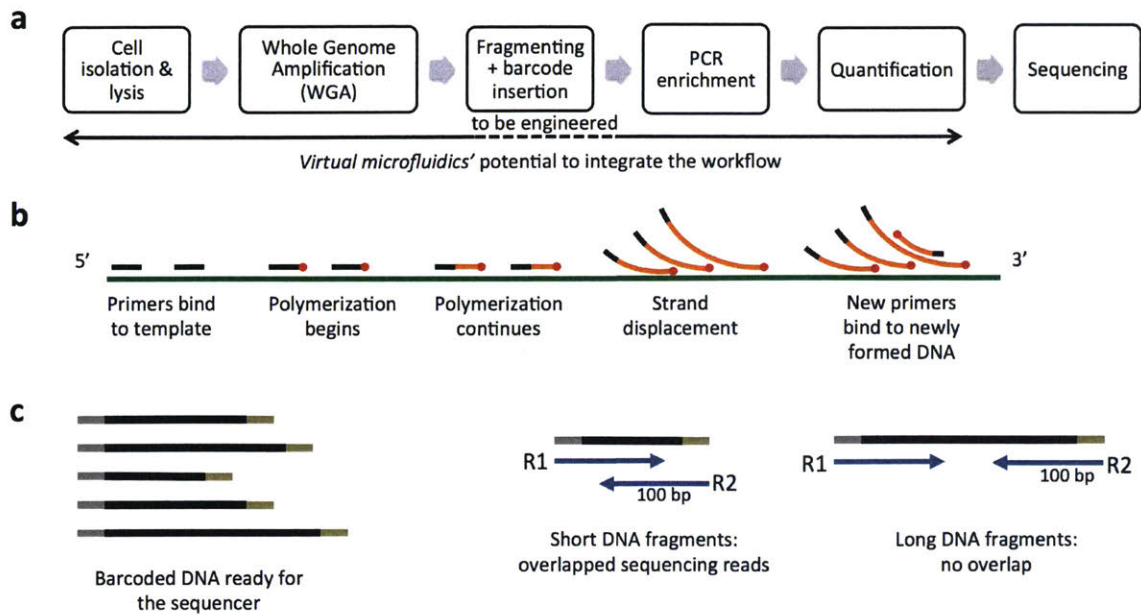 a
Cell
isolation &
lysis
Whole Genome
Amplification
(WGA)
Fragmenting
+ barcode
insertion
PCR
enrichment
Quantification
Sequencing
to be engineered
Virtual microfluidics' potential to integrate the workflow
b
5'
3'
Primers bind
to template
Polymerization
begins
Polymerization
continues
Strand
displacement
New primers
bind to newly
formed DNA
c
Barcoded DNA ready for
the sequencer
R1
R2
100 bp
Short DNA fragments:
overlapped sequencing reads
R1
R2
100 bp
Long DNA fragments:
no overlap